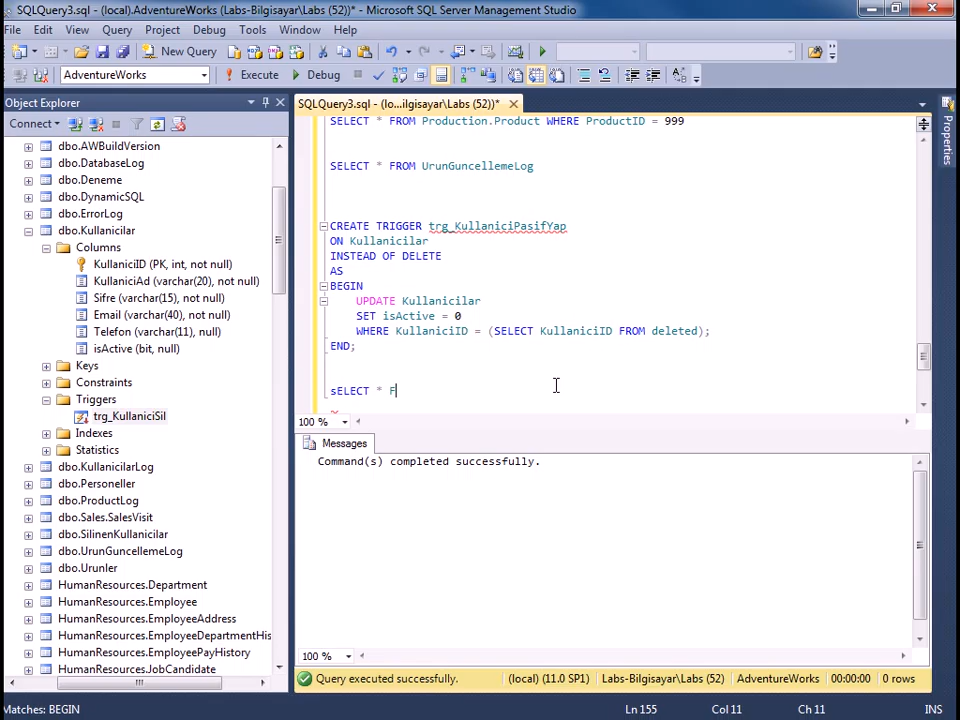 SQLQuery3.sql - (local).AdventureWorks (Labs-Bilgisayar\Labs (52))* - Microsoft SQL Server Management Studio
File Edit View Query Project Debug Tools Window Help
New Query
AdventureWorks Execute Debug
Object Explorer
Connect
dbo.AWBuildVersion
dbo.DatabaseLog
dbo.Deneme
dbo.DynamicSQL
dbo.ErrorLog
dbo.Kullanicilar
Columns
KullaniciID (PK, int, not null)
KullaniciAd (varchar(20), not null)
Sifre (varchar(15), not null)
Email (varchar(40), not null)
Telefon (varchar(11), null)
isActive (bit, null)
Keys
Constraints
Triggers
trg_KullaniciSil
Indexes
Statistics
dbo.KullanicilarLog
dbo.Personeller
dbo.ProductLog
dbo.Sales.SalesVisit
dbo.SilinenKullanicilar
dbo.UrunGuncellemeLog
dbo.Urunler
HumanResources.Department
HumanResources.Employee
HumanResources.EmployeeAddress
HumanResources.EmployeeDepartmentHis
HumanResources.EmployeePayHistory
HumanResources.JobCandidate
SQLQuery3.sql - (lo...ilgisayar\Labs (52))*
SELECT * FROM Production.Product WHERE ProductID = 999
SELECT * FROM UrunGuncellemeLog
CREATE TRIGGER trg_KullaniciPasifYap
ON Kullanicilar
INSTEAD OF DELETE
AS
BEGIN
UPDATE Kullanicilar
SET isActive = 0
WHERE KullaniciID = (SELECT KullaniciID FROM deleted);
END;
sELECT * F
100 %
Messages
Command(s) completed successfully.
100 %
Query executed successfully. (local) (11.0 SP1) Labs-Bilgisayar\Labs (52) AdventureWorks 00:00:00 0 rows
Properties
Matches: BEGIN Ln 155 Col 11 Ch 11 INS